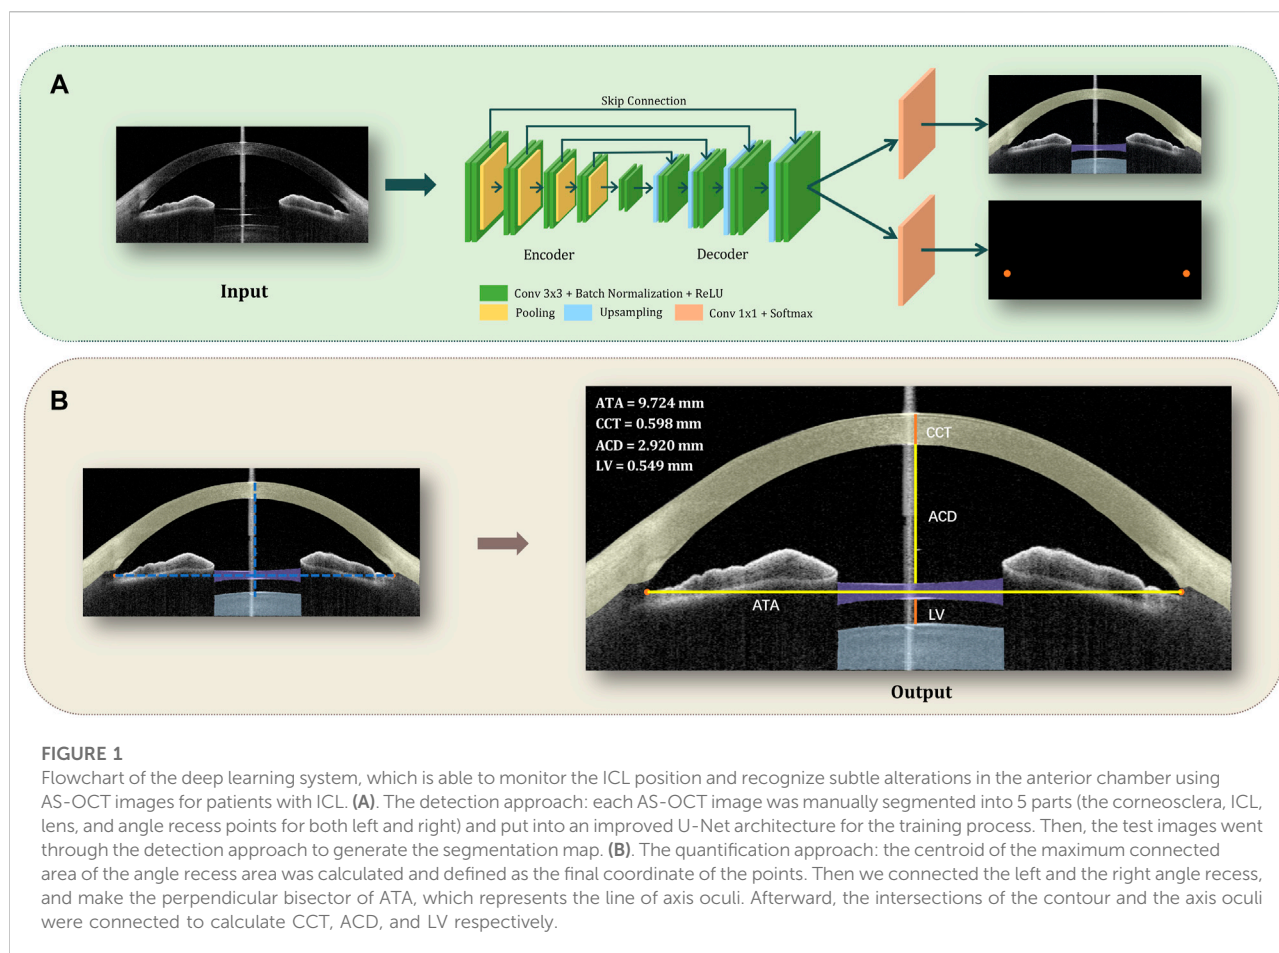 A
Skip Connection
Input
Encoder
Decoder
Conv 3x3 + Batch Normalization + ReLU
Pooling
Upsampling
Conv 1x1 + Softmax
B
ATA = 9.724 mm
CCT = 0.598 mm
ACD = 2.920 mm
LV = 0.549 mm
CCT
ACD
ATA
LV
Output
FIGURE 1
Flowchart of the deep learning system, which is able to monitor the ICL position and recognize subtle alterations in the anterior chamber using
AS-OCT images for patients with ICL. (A). The detection approach: each AS-OCT image was manually segmented into 5 parts (the corneosclera, ICL,
lens, and angle recess points for both left and right) and put into an improved U-Net architecture for the training process. Then, the test images went
through the detection approach to generate the segmentation map. (B). The quantification approach: the centroid of the maximum connected
area of the angle recess area was calculated and defined as the final coordinate of the points. Then we connected the left and the right angle recess,
and make the perpendicular bisector of ATA, which represents the line of axis oculi. Afterward, the intersections of the contour and the axis oculi
were connected to calculate CCT, ACD, and LV respectively.